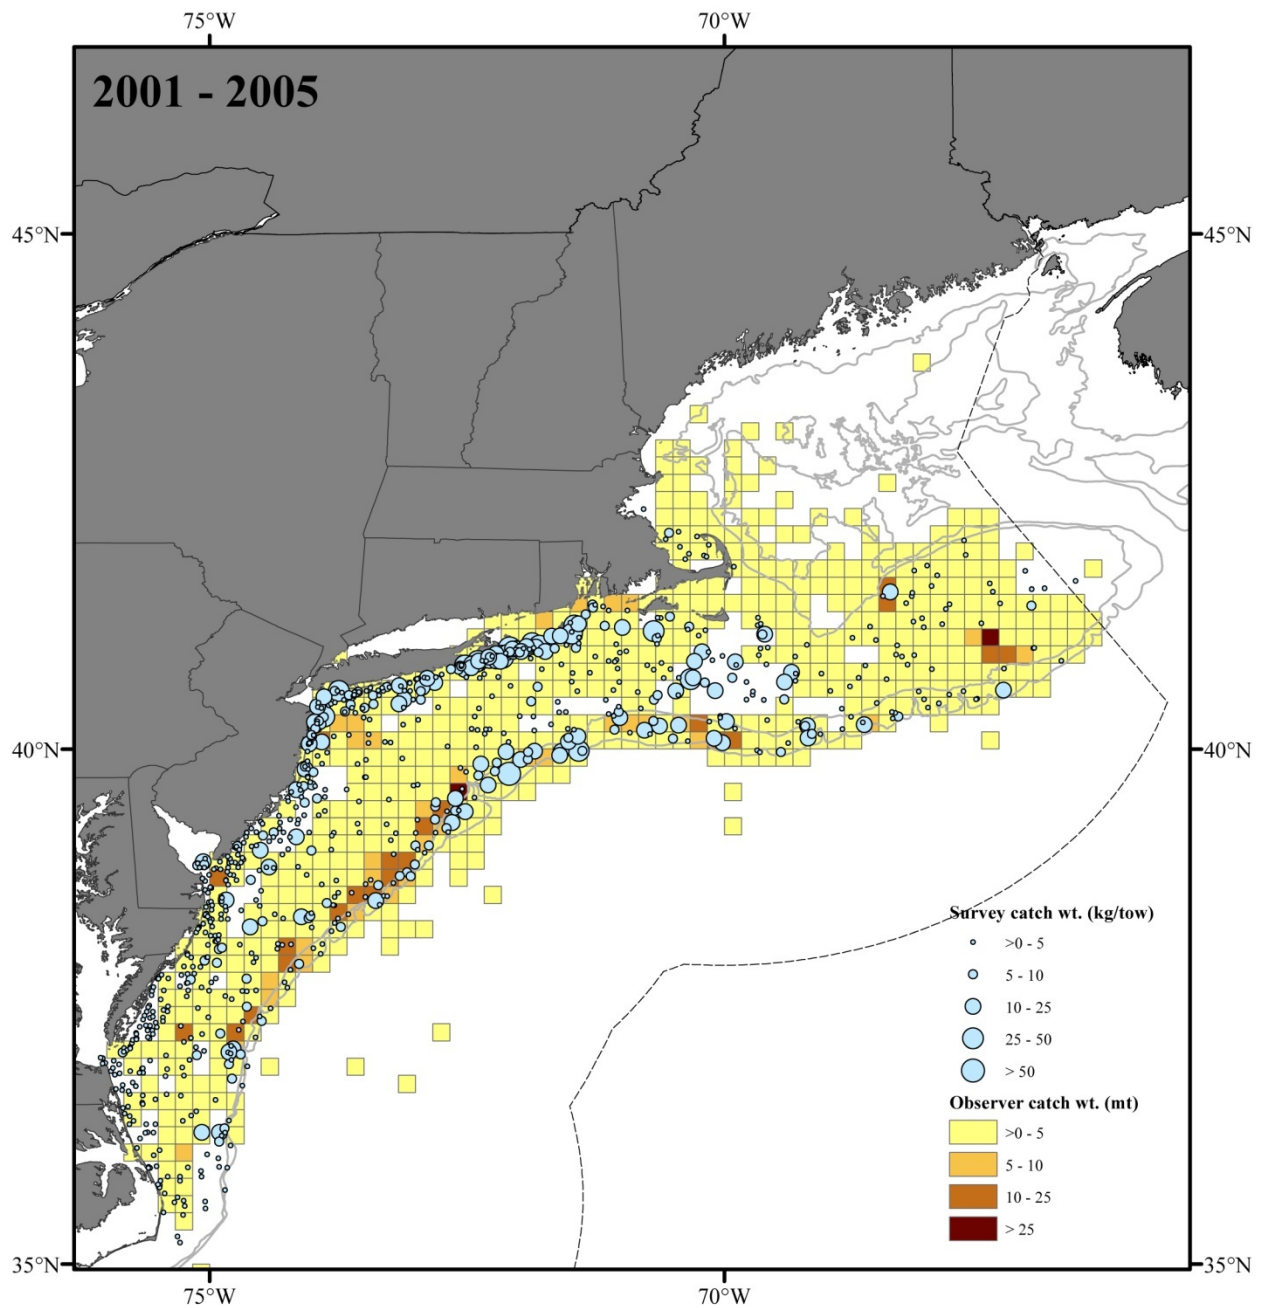 75°W 70°W
2001 - 2005
45°N 45°N
40°N 40°N
Survey catch wt. (kg/tow)
>0 - 5
5 - 10
10 - 25
25 - 50
> 50
Observer catch wt. (mt)
>0 - 5
5 - 10
10 - 25
> 25
35°N 35°N
75°W 70°W